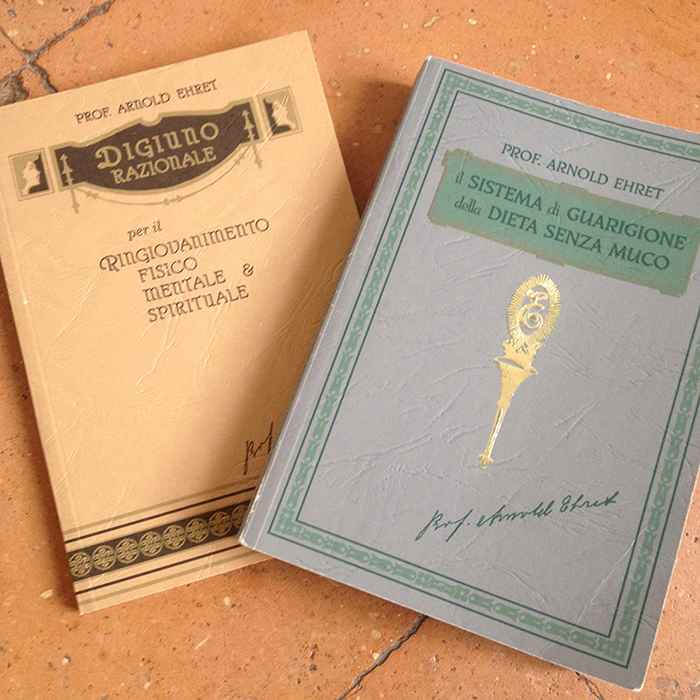 PROF. ARNOLD EHRET
DIGIUNO
RAZIONALE
per il
RINGIOVANIMENTO
FISICO
MENTALE &
SPIRITUALE
Prof.
PROF. ARNOLD EHRET
il SISTEMA di GUARIGIONE
della DIETA SENZA MUCO
E
Prof. Arnold Ehret